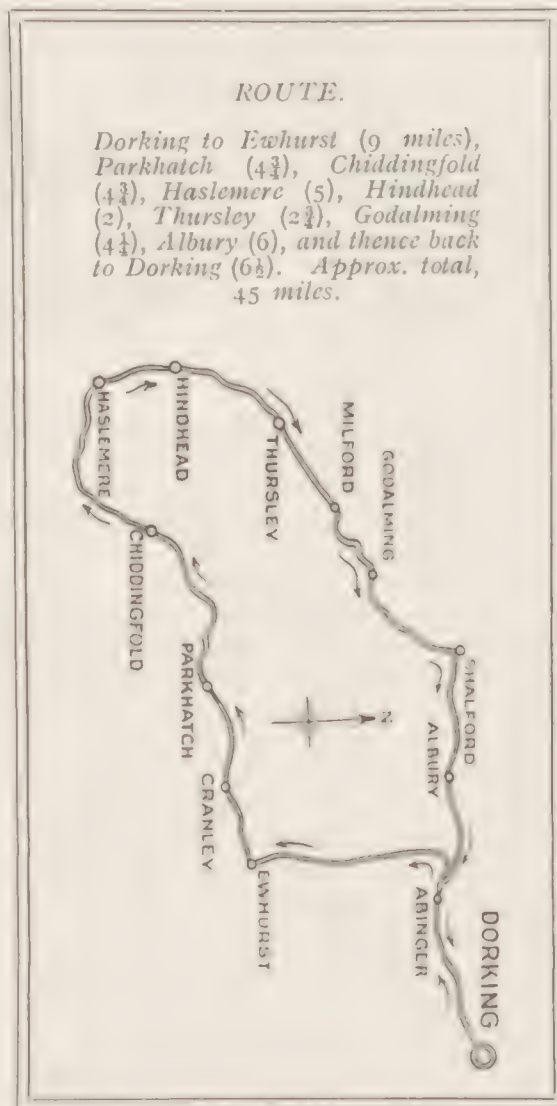 ROUTE.
Dorking to Ewhurst (9 miles),
Parkhatch (4¾), Chiddingfold
(4¾), Haslemere (5), Hindhead
(2), Thursley (2¾), Godalming
(4¼), Albury (6), and thence back
to Dorking (6½). Approx. total,
45 miles.
HASLEMERE
HINDHEAD
THURSLEY
MILFORD
GODALMING
SHALFORD
ALBURY
CHIDDINGFOLD
PARKHATCH
CRANLEY
EWHURST
ABINGER
DORKING
N